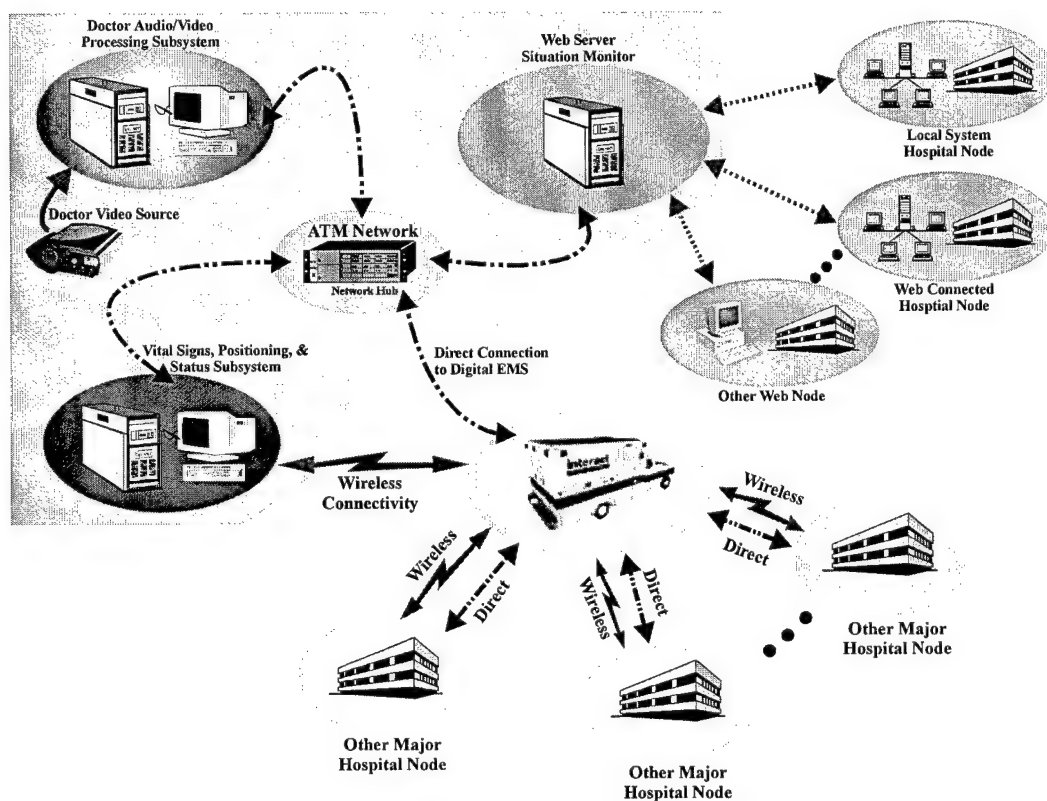 Doctor Audio/Video
Processing Subsystem
Web Server
Situation Monitor
Local System
Hospital Node
Doctor Video Source
ATM Network
Network Hub
Web Connected
Hosptial Node
Vital Signs, Positioning, &
Status Subsystem
Direct Connection
to Digital EMS
Other Web Node
interact
Wireless
Connectivity
Wireless
Direct
Wireless
Direct
Wireless
Direct
Other Major
Hospital Node
Other Major
Hospital Node
Other Major
Hospital Node